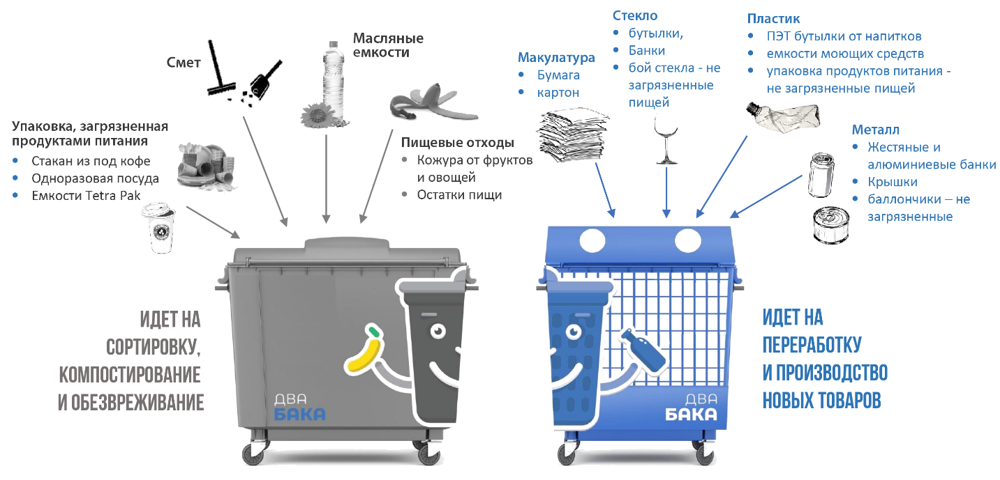 Упаковка, загрязненная
продуктами питания
• Стакан из под кофе
• Одноразовая посуда
• Емкости Tetra Pak
Смет
Масляные
емкости
Пищевые отходы
• Кожура от фруктов
и овощей
• Остатки пищи
Макулатура
• Бумага
• картон
Стекло
• бутылки,
• Банки
• бой стекла - не
загрязненные
пищей
Пластик
• ПЭТ бутылки от напитков
• емкости моющих средств
• упаковка продуктов питания -
не загрязненные пищей
Металл
• Жестяные и
алюминиевые банки
• Крышки
• баллончики – не
загрязненные
ИДЕТ НА
СОРТИРОВКУ,
КОМПОСТИРОВАНИЕ
И ОБЕЗВРЕЖИВАНИЕ
ДВА
БАКА
ДВА
БАКА
ИДЕТ НА
ПЕРЕРАБОТКУ
И ПРОИЗВОДСТВО
НОВЫХ ТОВАРОВ